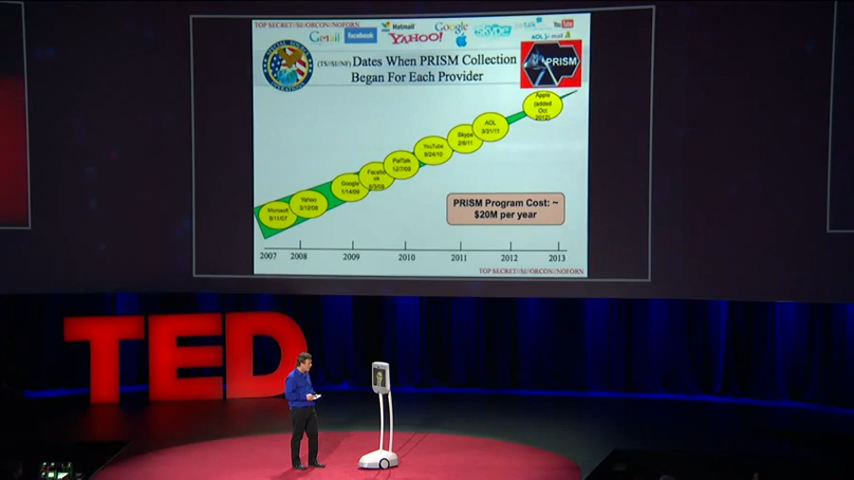 TOP SECRET//SI//ORCON//NOFORN
Hotmail
Google
Skype
paltalk
YouTube
Gmail
facebook
YAHOO!
AOL mail
(TS//SI//NF) Dates When PRISM Collection
Began For Each Provider
PRISM
Apple
(added
Oct
2012)
AOL
3/31/11
Skype
2/6/11
YouTube
9/24/10
PalTalk
12/7/09
Facebo
ok
6/3/09
Google
1/14/09
Yahoo
3/12/08
Microsoft
9/11/07
PRISM Program Cost: ~
$20M per year
2007 2008 2009 2010 2011 2012 2013
TOP SECRET//SI//ORCON//NOFORN
TED